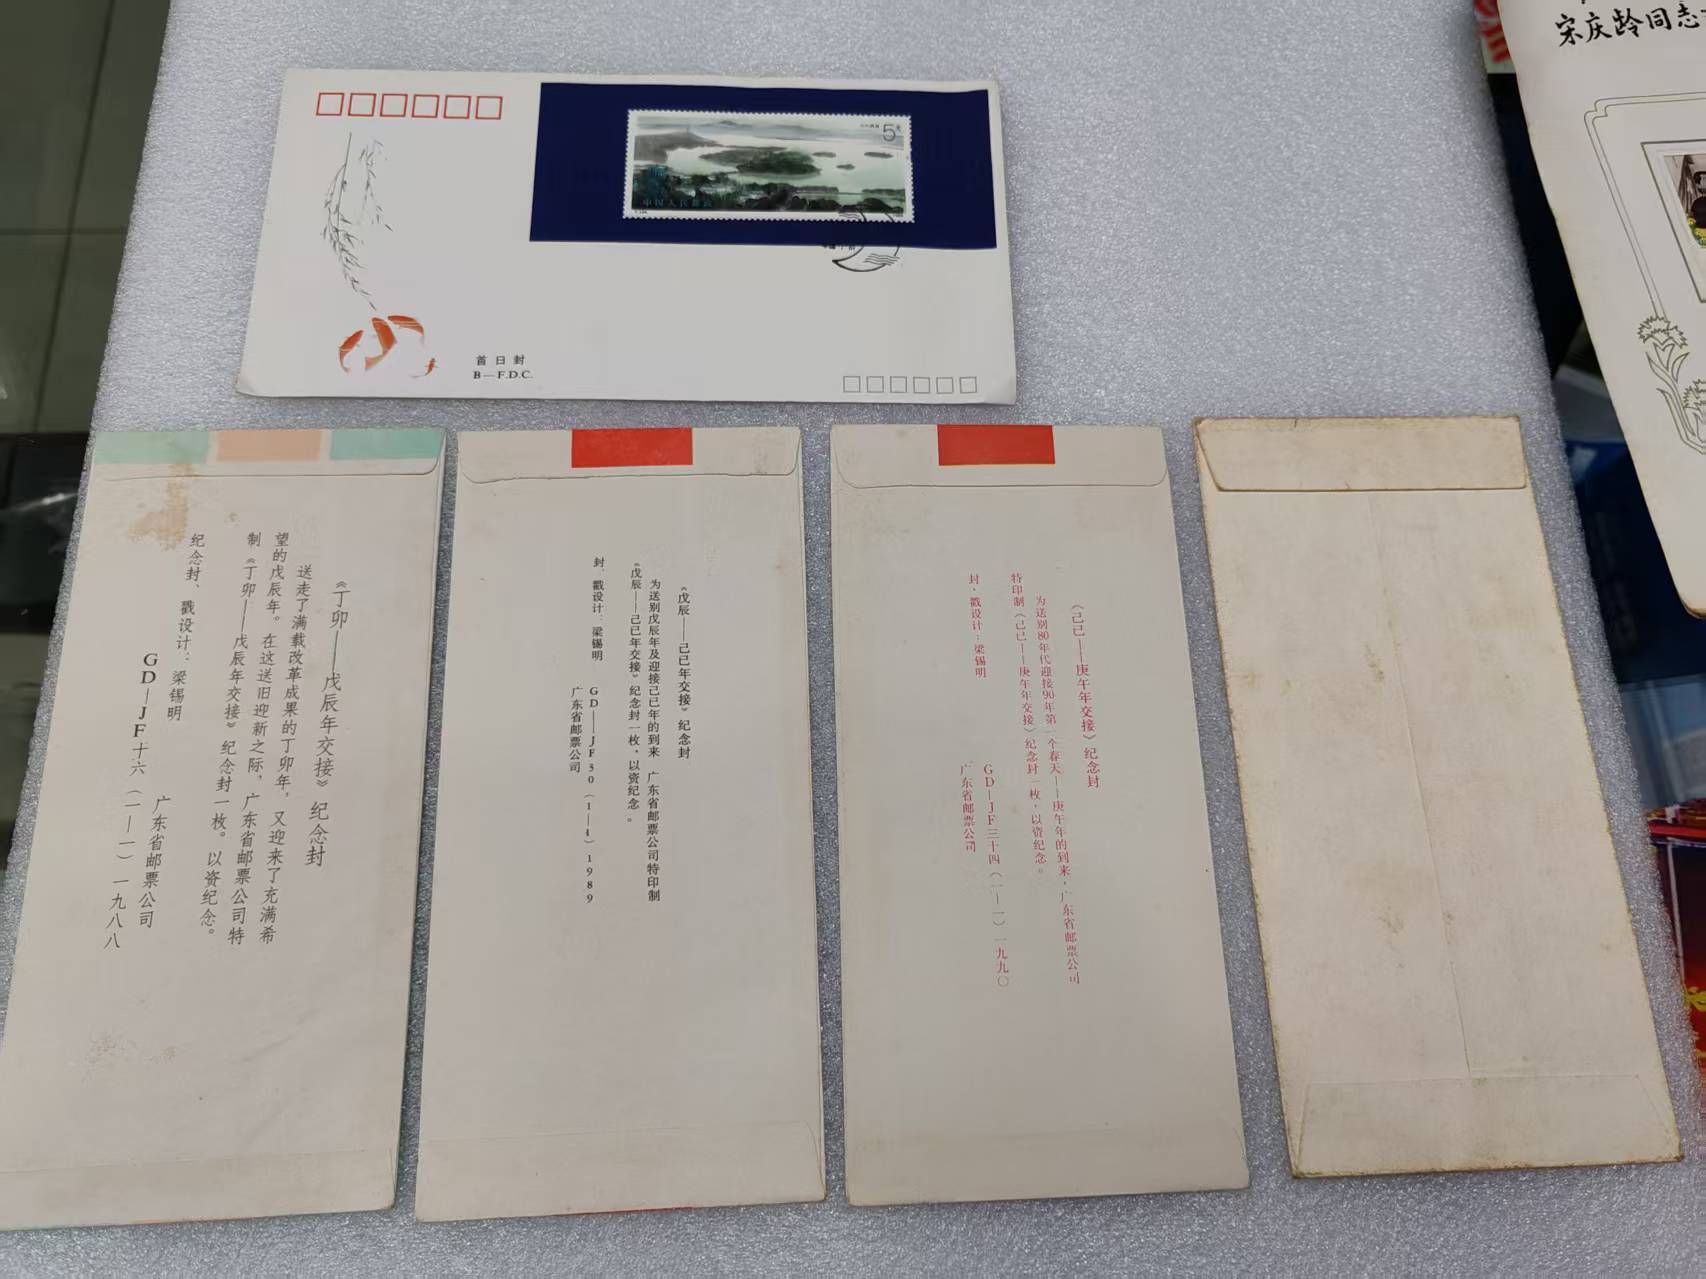 宋庆龄同志
5元
中国人民邮政
首日封
B—F.D.C.
《丁卯——戊辰年交接》纪念封
送走了满载改革成果的丁卯年，又迎来了充满希
望的戊辰年。在这送旧迎新之际，广东省邮票公司特
制《丁卯——戊辰年交接》纪念封一枚。以资纪念。
纪念封、戳设计：梁锡明
广东省邮票公司
GD—JF十六（一—一）一九八八
《戊辰——己巳年交接》纪念封
为送别戊辰年及迎接己巳年的到来 广东省邮票公司特印制
《戊辰——己巳年交接》纪念封一枚，以资纪念。
封、戳设计：梁锡明
GD——JF30（1—1）1989
广东省邮票公司
《己巳——庚午年交接》纪念封
为送别80年代迎接90年第一个春天——庚午年的到来，广东省邮票公司
特印制《己巳——庚午年交接》纪念封一枚，以资纪念。
封、戳设计：梁锡明
GD—JF三十四（一—一）一九九〇
广东省邮票公司